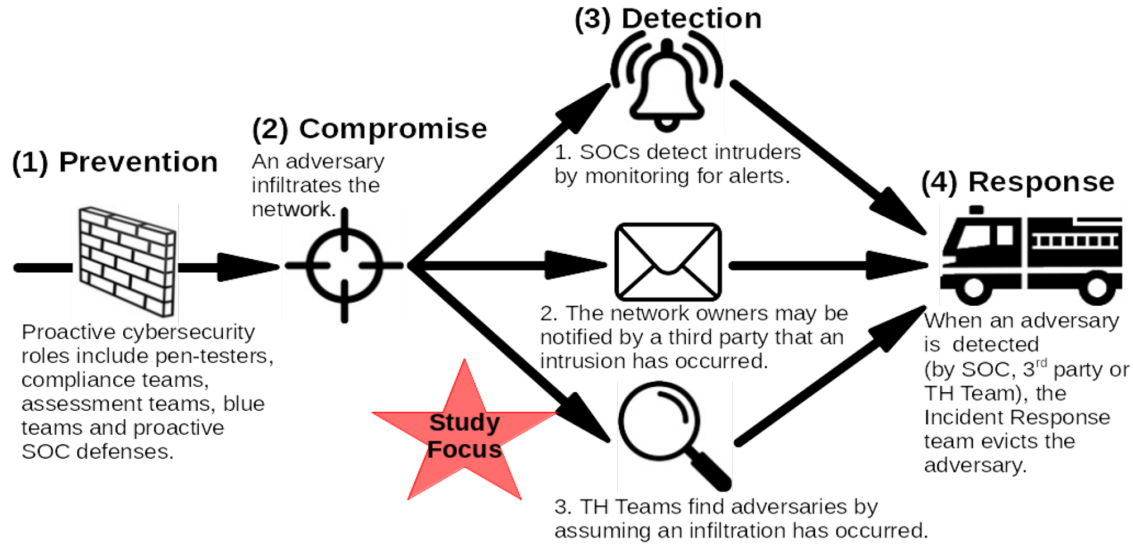 (1) Prevention
Proactive cybersecurity
roles include pen-testers,
compliance teams,
assessment teams, blue
teams and proactive
SOC defenses.
(2) Compromise
An adversary
infiltrates the
network.
(3) Detection
1. SOCs detect intruders
by monitoring for alerts.
2. The network owners may be
notified by a third party that an
intrusion has occurred.
Study
Focus
3. TH Teams find adversaries by
assuming an infiltration has occurred.
(4) Response
When an adversary
is detected
(by SOC, 3rd party or
TH Team), the
Incident Response
team evicts the
adversary.